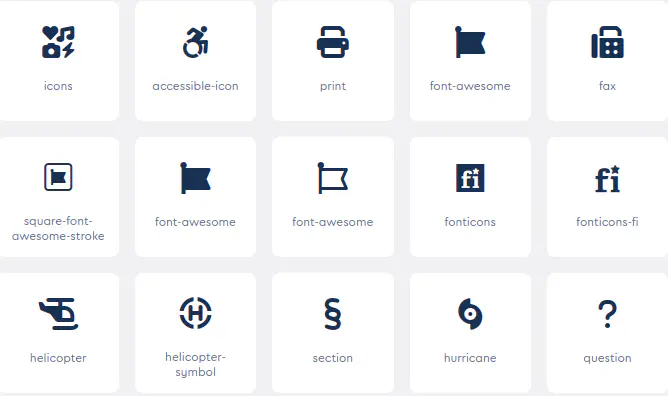 icons
accessible-icon
print
font-awesome
fax
square-font-
awesome-stroke
font-awesome
font-awesome
fi
fonticons
fi
fonticons-fi
helicopter
H
helicopter-
symbol
§
section
hurricane
?
question